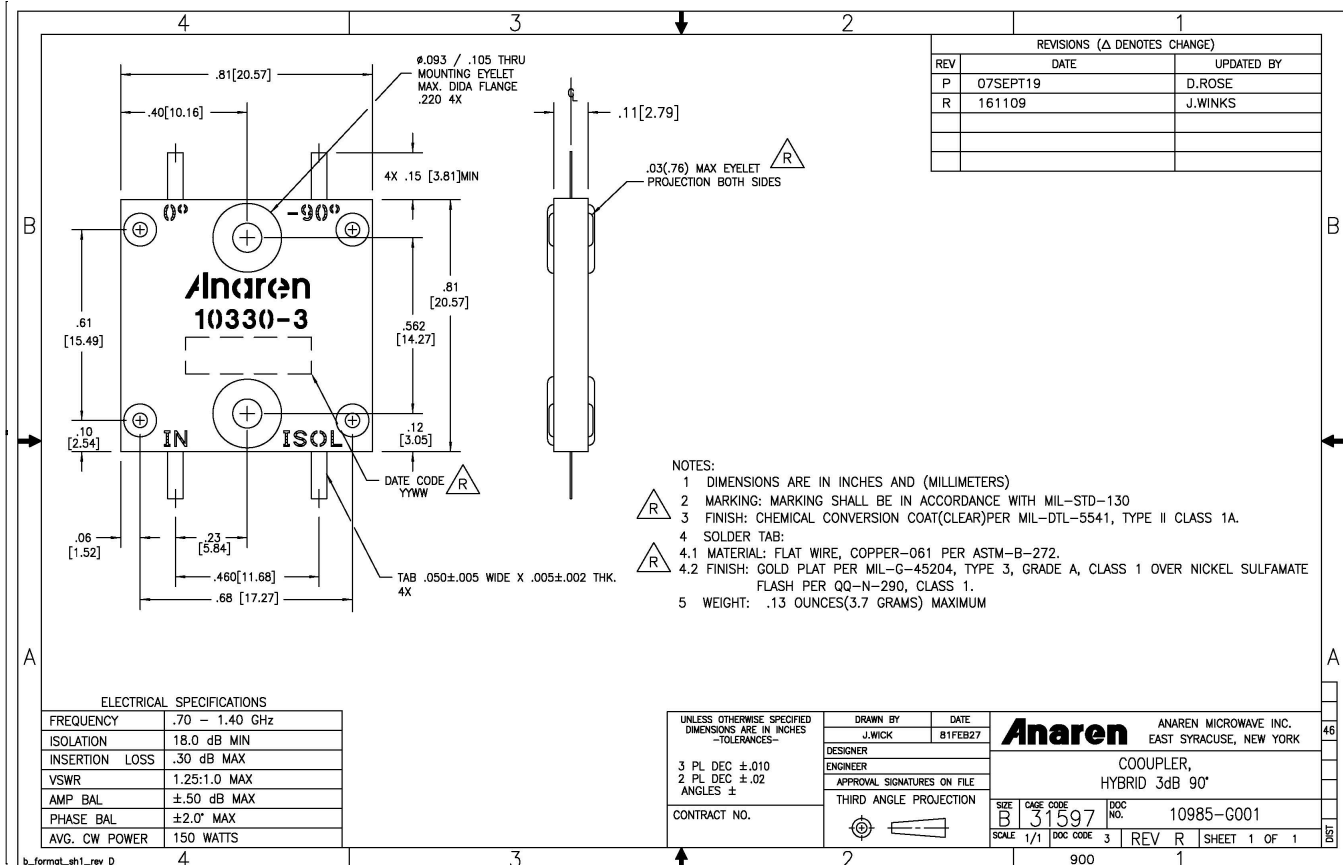 4 3 2 1
REVISIONS (Δ DENOTES CHANGE)
REV DATE UPDATED BY
P 07SEPT19 D.ROSE
R 161109 J.WINKS
B
B
.81[20.57]
.40[10.16]
ø.093 / .105 THRU
MOUNTING EYELET
MAX. DIDA FLANGE
.220 4X
4X .15 [3.81]MIN
.11[2.79]
.03(.76) MAX EYELET
PROJECTION BOTH SIDES
R
0° -90°
Anaren
10330-3
.61
[15.49]
.562
[14.27]
.81
[20.57]
.10
[2.54]
IN ISOL
.12
[3.05]
DATE CODE
YYWW
R
.06
[1.52]
.23
[5.84]
.460[11.68]
.68 [17.27]
TAB .050±.005 WIDE X .005±.002 THK.
4X
NOTES:
1 DIMENSIONS ARE IN INCHES AND (MILLIMETERS)
R
2 MARKING: MARKING SHALL BE IN ACCORDANCE WITH MIL-STD-130
3 FINISH: CHEMICAL CONVERSION COAT(CLEAR)PER MIL-DTL-5541, TYPE II CLASS 1A.
4 SOLDER TAB:
R
4.1 MATERIAL: FLAT WIRE, COPPER-061 PER ASTM-B-272.
4.2 FINISH: GOLD PLAT PER MIL-G-45204, TYPE 3, GRADE A, CLASS 1 OVER NICKEL SULFAMATE
FLASH PER QQ-N-290, CLASS 1.
5 WEIGHT: .13 OUNCES(3.7 GRAMS) MAXIMUM
A
A
ELECTRICAL SPECIFICATIONS
FREQUENCY .70 - 1.40 GHz
ISOLATION 18.0 dB MIN
INSERTION LOSS .30 dB MAX
VSWR 1.25:1.0 MAX
AMP BAL ±.50 dB MAX
PHASE BAL ±2.0° MAX
AVG. CW POWER 150 WATTS
UNLESS OTHERWISE SPECIFIED
DIMENSIONS ARE IN INCHES
-TOLERANCES-
3 PL DEC ±.010
2 PL DEC ±.02
ANGLES ±
CONTRACT NO.
DRAWN BY DATE
J.WICK 81FEB27
DESIGNER
ENGINEER
APPROVAL SIGNATURES ON FILE
THIRD ANGLE PROJECTION
Anaren
ANAREN MICROWAVE INC.
EAST SYRACUSE, NEW YORK
COOUPLER,
HYBRID 3dB 90°
SIZE B CAGE CODE 31597 DOC NO. 10985-G001
SCALE 1/1 DOC CODE 3 REV R SHEET 1 OF 1
46
DIST
b_format_sh1_rev D
4 3 2 900 1